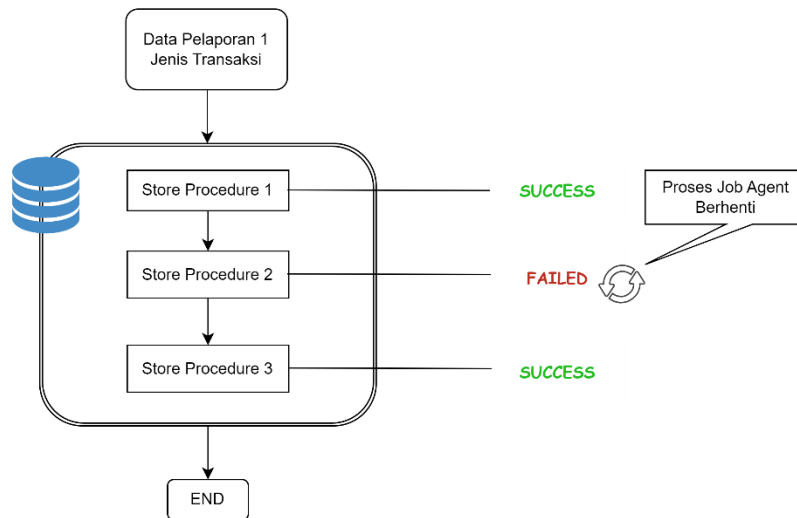 Data Pelaporan 1
Jenis Transaksi
Store Procedure 1
SUCCESS
Proses Job Agent
Berhenti
Store Procedure 2
FAILED
Store Procedure 3
SUCCESS
END